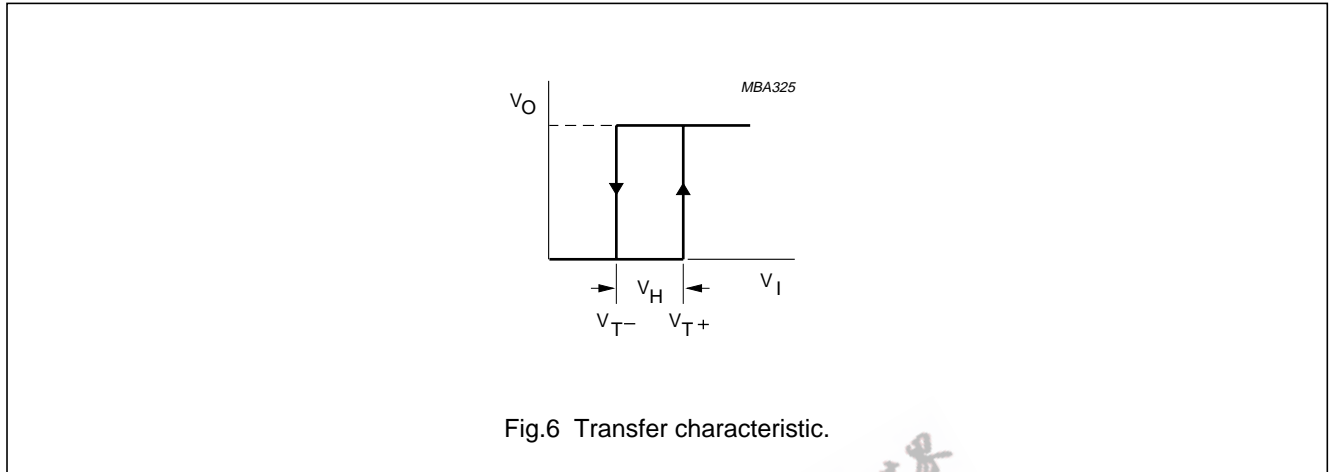 MBA325
VO
VI
VH
VT− VT+
Fig.6 Transfer characteristic.